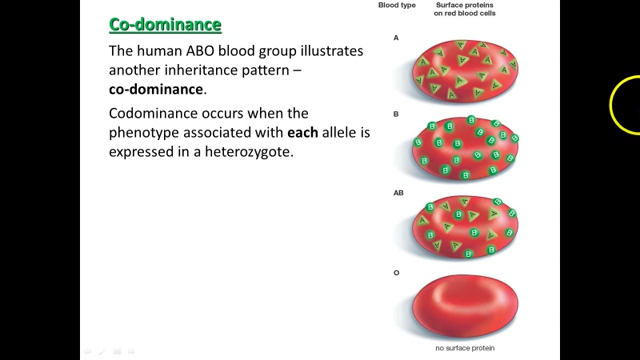 Co-dominance
The human ABO blood group illustrates
another inheritance pattern –
co-dominance.
Codominance occurs when the
phenotype associated with each allele is
expressed in a heterozygote.
Blood type
Surface proteins
on red blood cells
A
B
AB
O
no surface protein